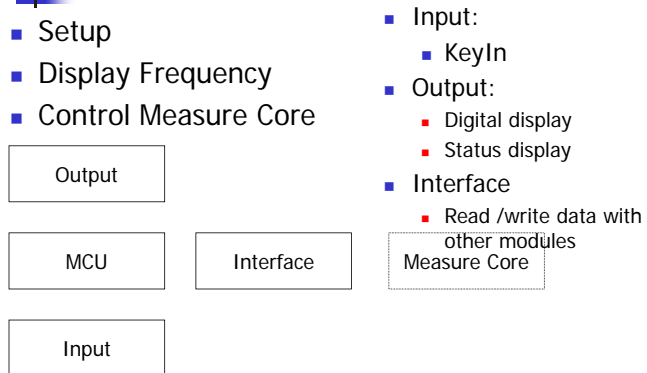 Setup
Display Frequency
Control Measure Core
Input:
KeyIn
Output:
Digital display
Status display
Interface
Read /write data with
other modules
Output
MCU
Interface
Measure Core
Input